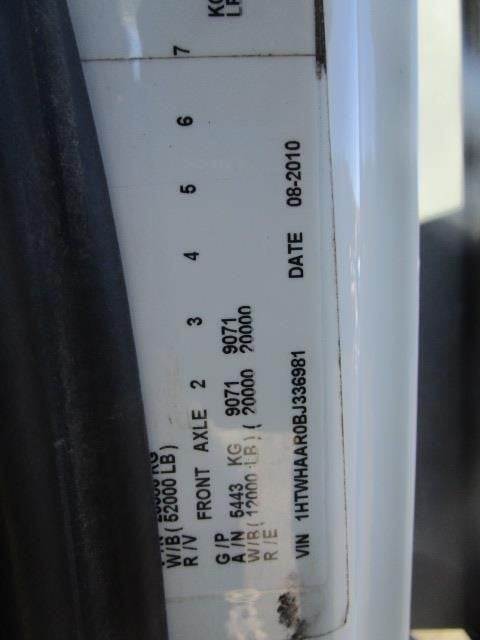 W/B ( 52000 LB )
R / V FRONT AXLE 2 3 4 5 6 7
G / P
A / N 5443 KG 9071 9071
W/B ( 12000 LB ) ( 20000 20000
R / E
VIN 1HTWHAAR0BJ336981 DATE 08-2010